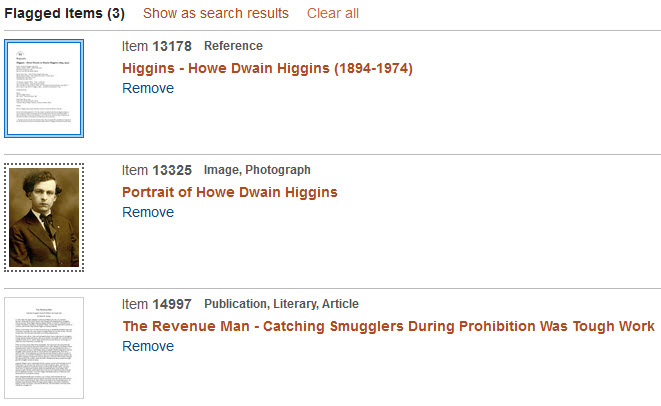 Flagged Items (3) Show as search results Clear all
Item 13178 Reference
Higgins - Howe Dwain Higgins (1894-1974)
Remove
Item 13325 Image, Photograph
Portrait of Howe Dwain Higgins
Remove
Item 14997 Publication, Literary, Article
The Revenue Man - Catching Smugglers During Prohibition Was Tough Work
Remove